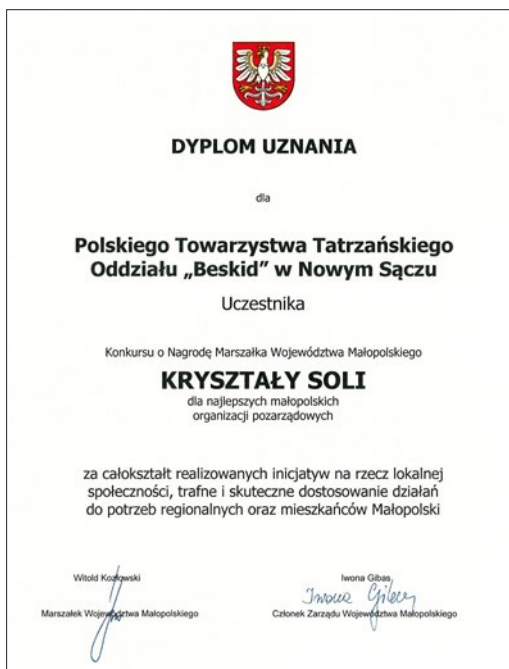 DYPLOM UZNANIA
dla
Polskiego Towarzystwa Tatrzańskiego
Oddziału „Beskid” w Nowym Sączu
Uczestnika
Konkursu o Nagrodę Marszałka Województwa Małopolskiego
KRYSZTAŁY SOLI
dla najlepszych małopolskich
organizacji pozarządowych
za całokształt realizowanych inicjatyw na rzecz lokalnej
społeczności, trafne i skuteczne dostosowanie działań
do potrzeb regionalnych oraz mieszkańców Małopolski
Witold Kozłowski
Marszałek Województwa Małopolskiego
Iwona Gibas
Iwona Gibas
Członek Zarządu Województwa Małopolskiego